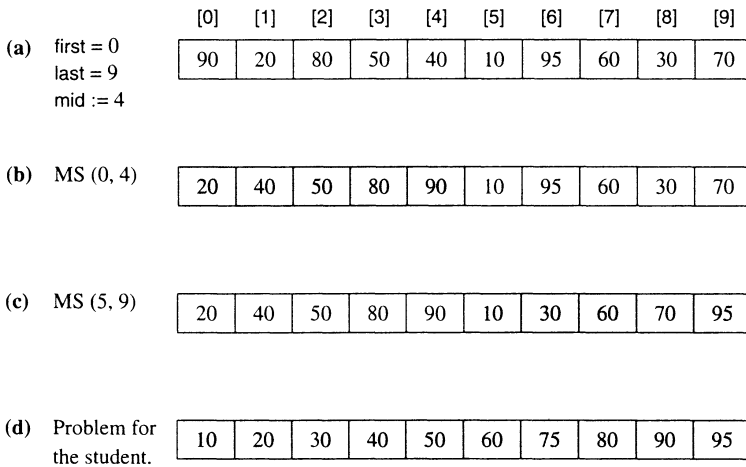 [0] [1] [2] [3] [4] [5] [6] [7] [8] [9]
(a) first = 0
last = 9
mid := 4
90 20 80 50 40 10 95 60 30 70
(b) MS (0, 4) 20 40 50 80 90 10 95 60 30 70
(c) MS (5, 9) 20 40 50 80 90 10 30 60 70 95
(d) Problem for
the student.
10 20 30 40 50 60 75 80 90 95